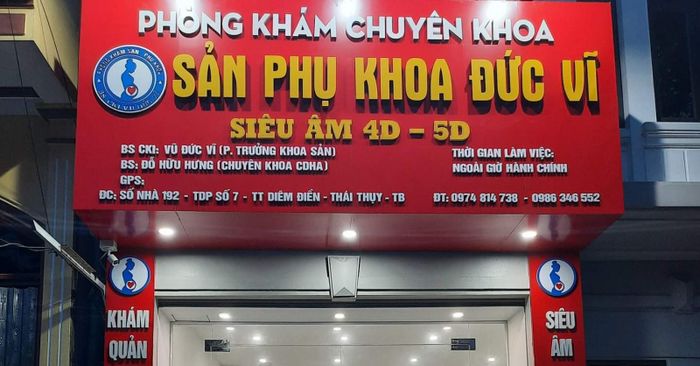 PHÒNG KHÁM CHUYÊN KHOA
SẢN PHỤ KHOA ĐỨC VĨ
SIÊU ÂM 4D - 5D
BS CKI: VŨ ĐỨC VĨ (P. TRƯỞNG KHOA SẢN)
BS: ĐỖ HỮU HƯNG (CHUYÊN KHOA CDHA)
GPS:
ĐC: SỐ NHÀ 192 - TDP SỐ 7 - TT DIÊM ĐIỀN - THÁI THỤY - TB
THỜI GIAN LÀM VIỆC:
NGOÀI GIỜ HÀNH CHÍNH
ĐT: 0974 814 738 - 0986 346 552
KHÁM
QUẢN
SIÊU
ÂM